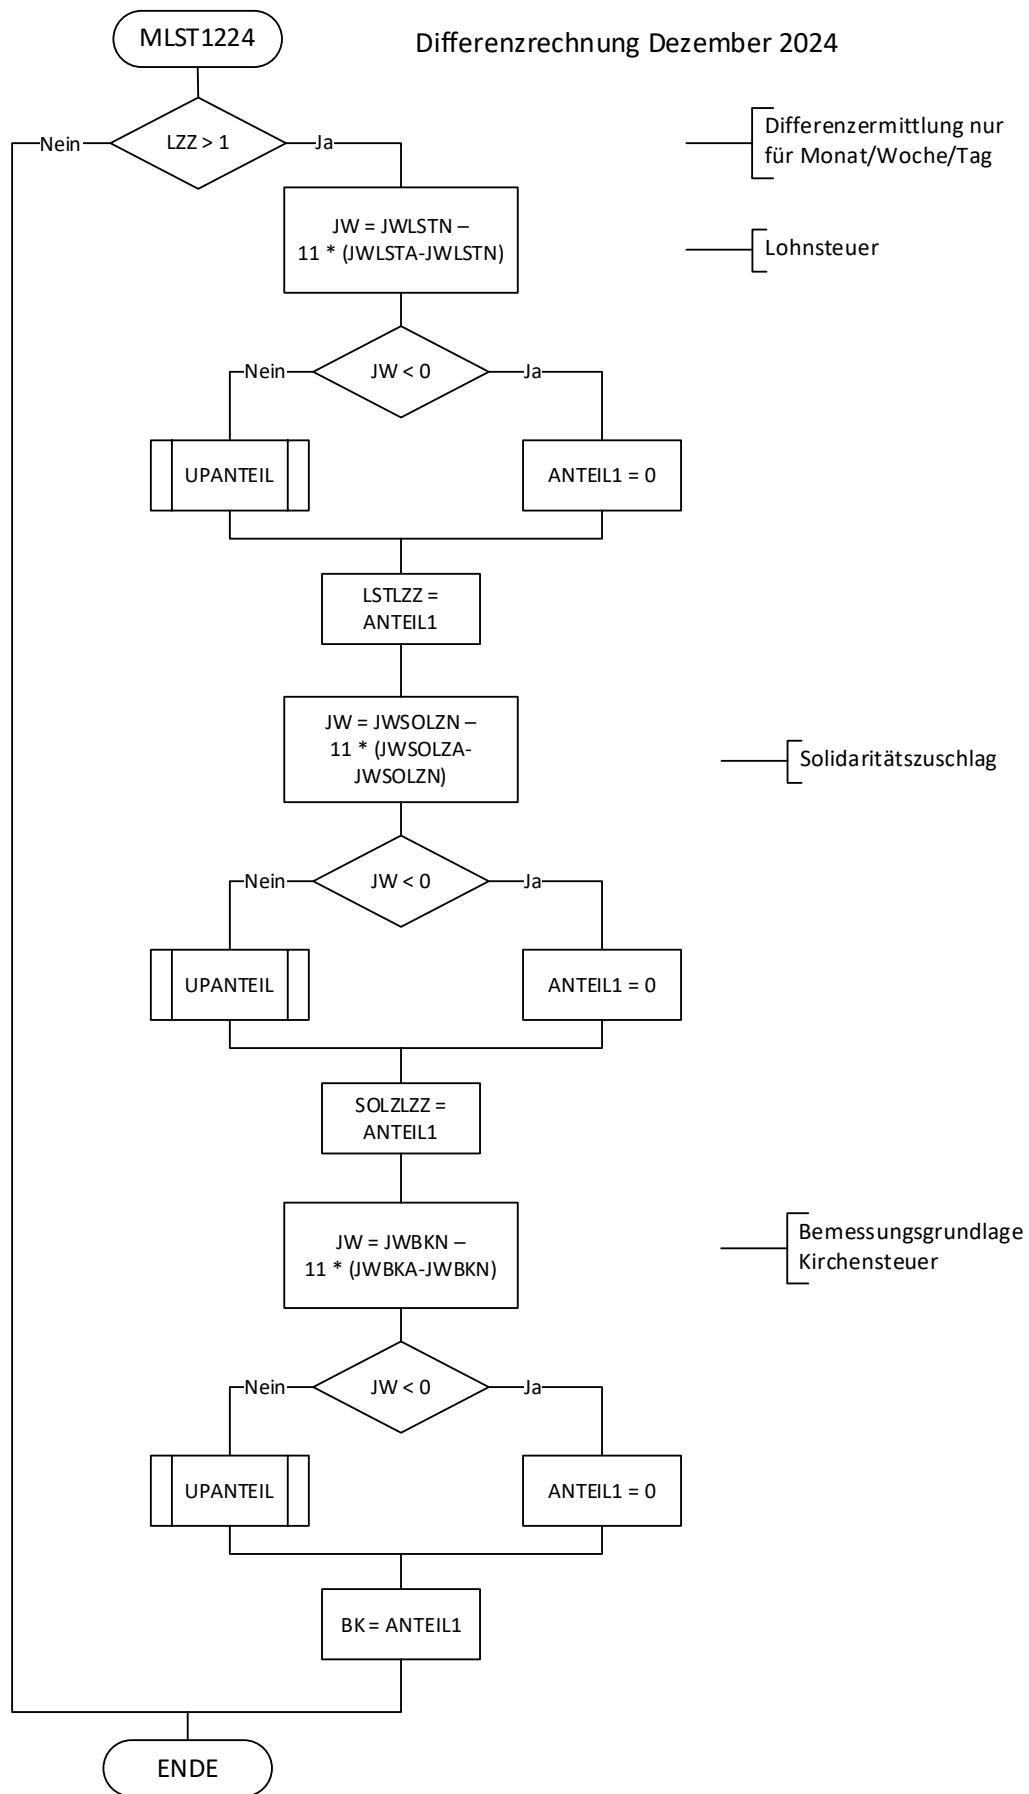 MLST1224
Differenzrechnung Dezember 2024
Nein
LZZ > 1
Ja
Differenzermittlung nur
für Monat/Woche/Tag
JW = JWLSTN –
11 * (JWLSTA-JWLSTN)
Lohnsteuer
Nein
JW < 0
Ja
UPANTEIL
ANTEIL1 = 0
LSTLZZ =
ANTEIL1
JW = JWSOLZN –
11 * (JWSOLZA-
JWSOLZN)
Solidaritätszuschlag
Nein
JW < 0
Ja
UPANTEIL
ANTEIL1 = 0
SOLZLZZ =
ANTEIL1
JW = JWBKN –
11 * (JWBKA-JWBKN)
Bemessungsgrundlage
Kirchensteuer
Nein
JW < 0
Ja
UPANTEIL
ANTEIL1 = 0
BK = ANTEIL1
ENDE